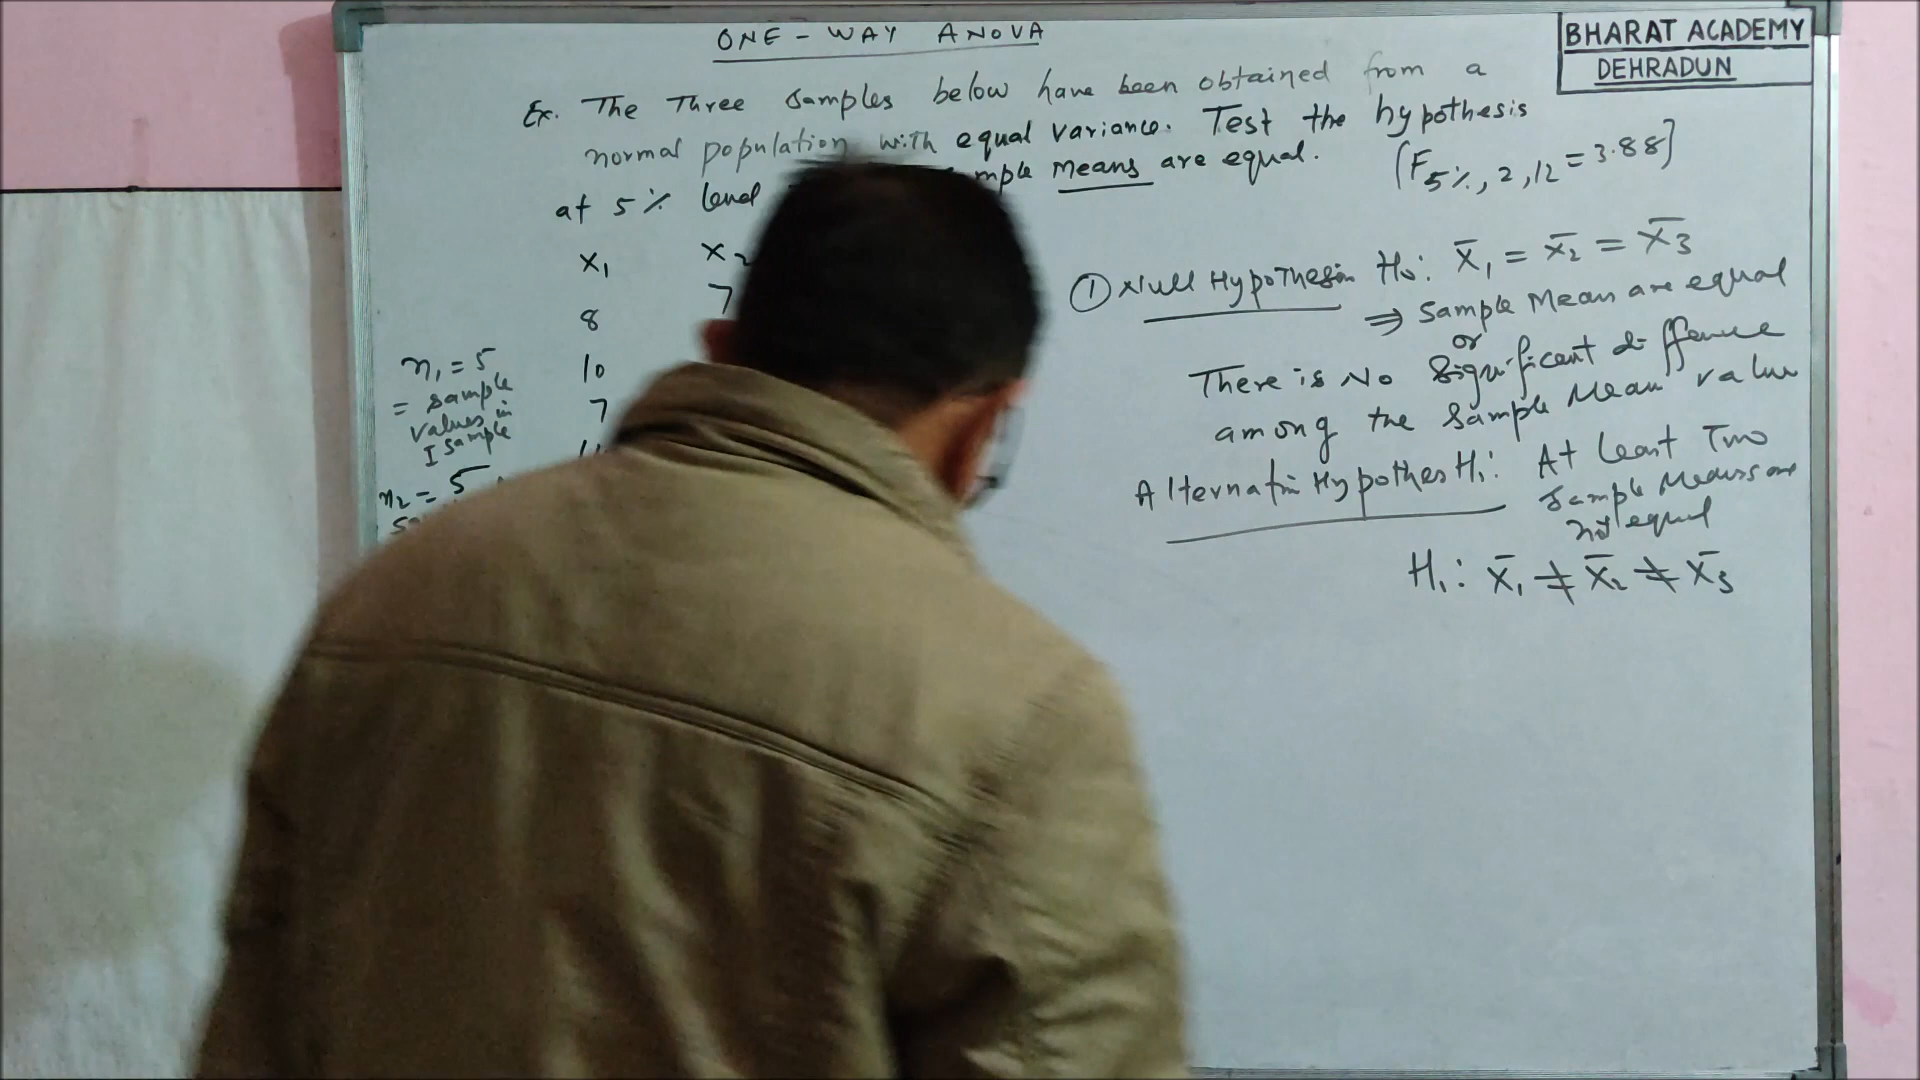 ONE - WAY ANOVA
BHARAT ACADEMY
DEHRADUN
Ex. The Three samples below have been obtained from a
normal population with equal variance. Test the hypothesis
at 5 % level means are equal.
[F5%, 2, 12 = 3.88]
x₁ x₂
8 7
10
7
n₁ = 5
= sample
values in
I sample
n₂ = 5
① Null Hypothesis H₀: x̄₁ = x̄₂ = x̄₃
⇒ sample Mean are equal
or
There is No Significant difference
among the sample Mean value
Alternative Hypothes H₁: At least Two
sample Means are
not equal
H₁: x̄₁ ≠ x̄₂ ≠ x̄₃